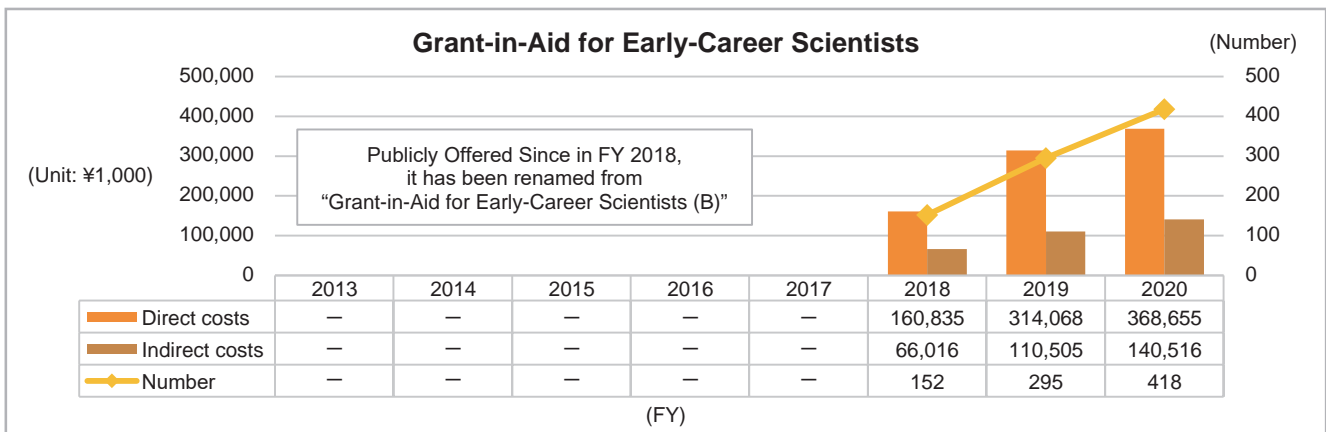 Grant-in-Aid for Early-Career Scientists
(Number)
(Unit: ¥1,000)
500,000 500
400,000 400
300,000 300
200,000 200
100,000 100
0 0
Publicly Offered Since in FY 2018,
it has been renamed from
“Grant-in-Aid for Early-Career Scientists (B)”
2013 2014 2015 2016 2017 2018 2019 2020
Direct costs — — — — — 160,835 314,068 368,655
Indirect costs — — — — — 66,016 110,505 140,516
Number — — — — — 152 295 418
(FY)